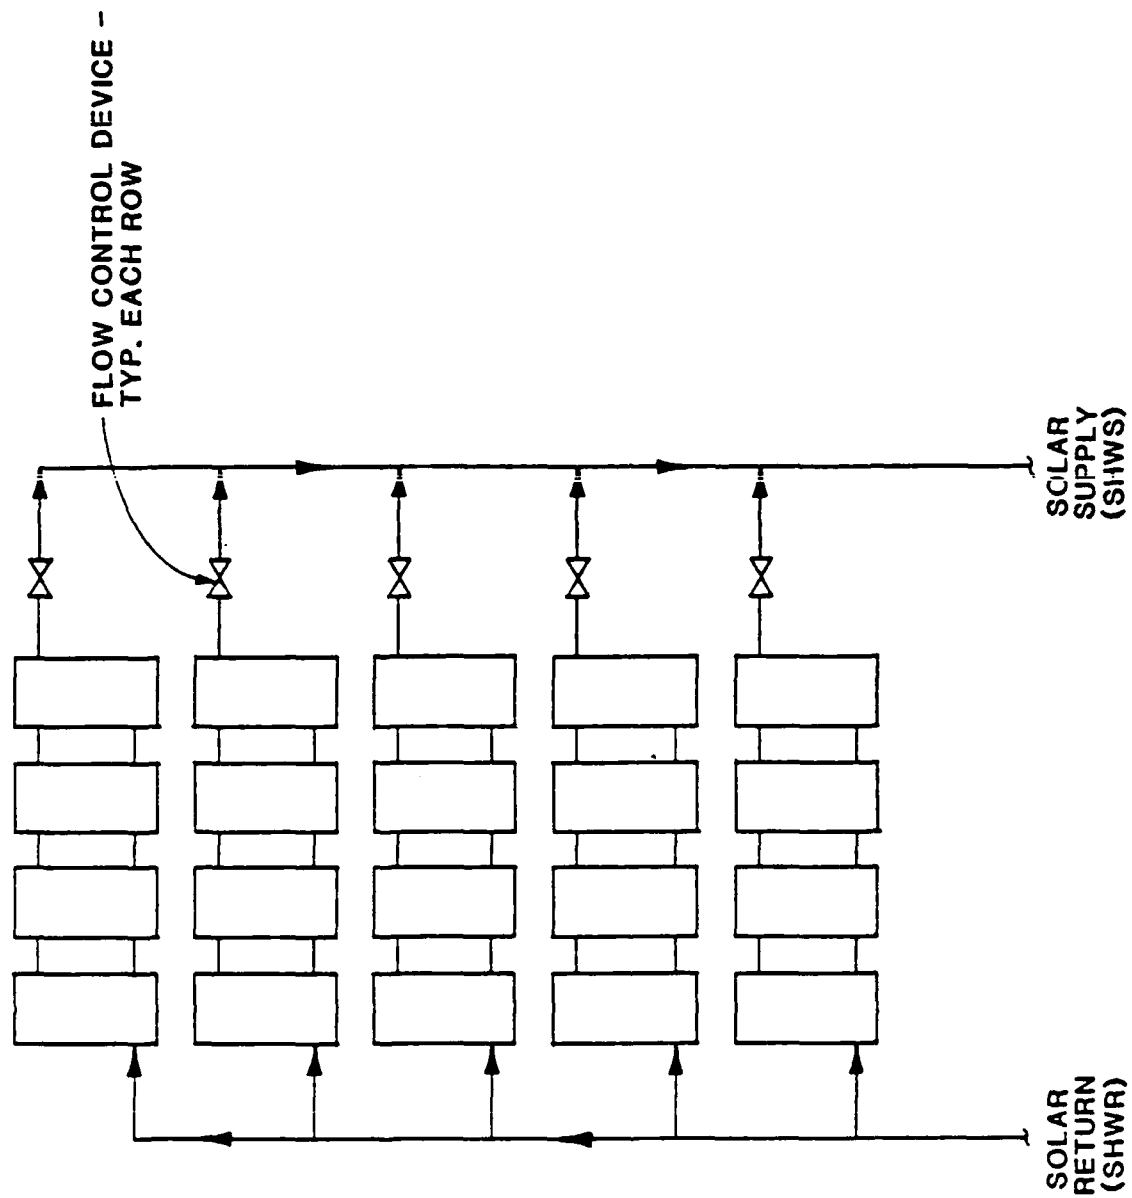 FLOW CONTROL DEVICE -
TYP. EACH ROW
SOLAR
SUPPLY
(SHWS)
SOLAR
RETURN
(SHWR)